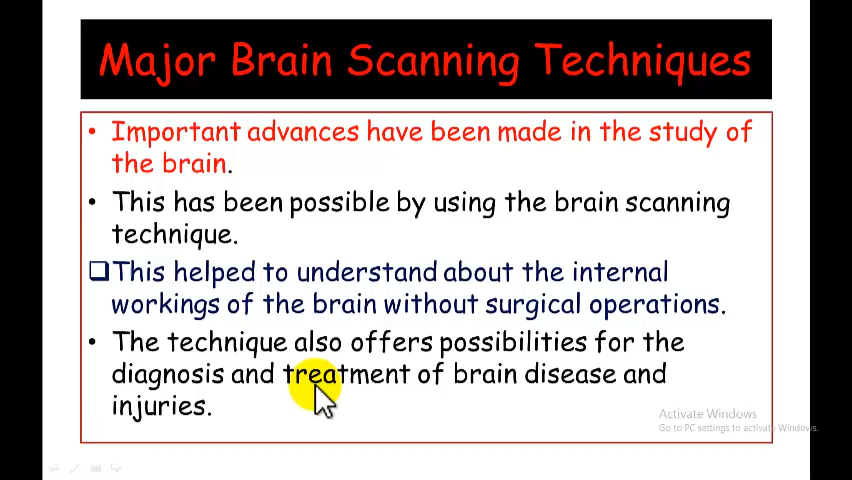 Major Brain Scanning Techniques
• Important advances have been made in the study of
the brain.
• This has been possible by using the brain scanning
technique.
❑This helped to understand about the internal
workings of the brain without surgical operations.
• The technique also offers possibilities for the
diagnosis and treatment of brain disease and
injuries.
Activate Windows
Go to PC settings to activate Windows.